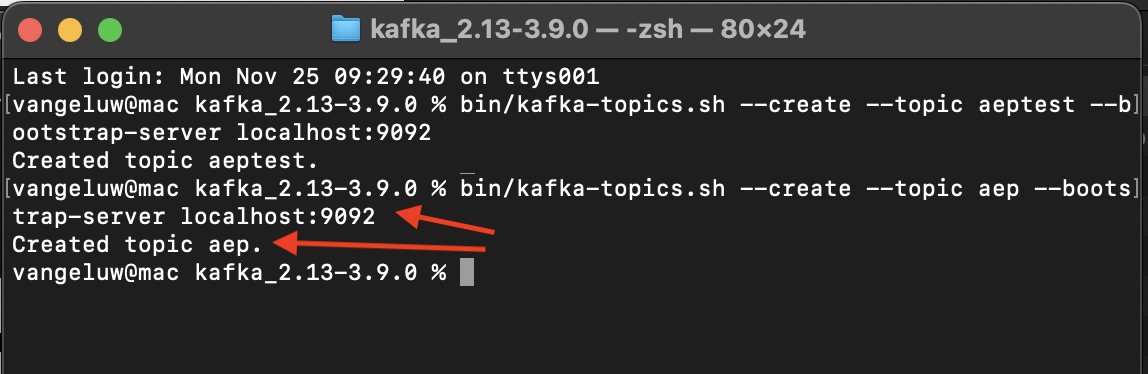 kafka_2.13-3.9.0 — -zsh — 80×24
Last login: Mon Nov 25 09:29:40 on ttys001
[vangeluw@mac kafka_2.13-3.9.0 % bin/kafka-topics.sh --create --topic aeptest --b]
ootstrap-server localhost:9092
Created topic aeptest.
[vangeluw@mac kafka_2.13-3.9.0 % bin/kafka-topics.sh --create --topic aep --boots]
trap-server localhost:9092
Created topic aep.
vangeluw@mac kafka_2.13-3.9.0 %